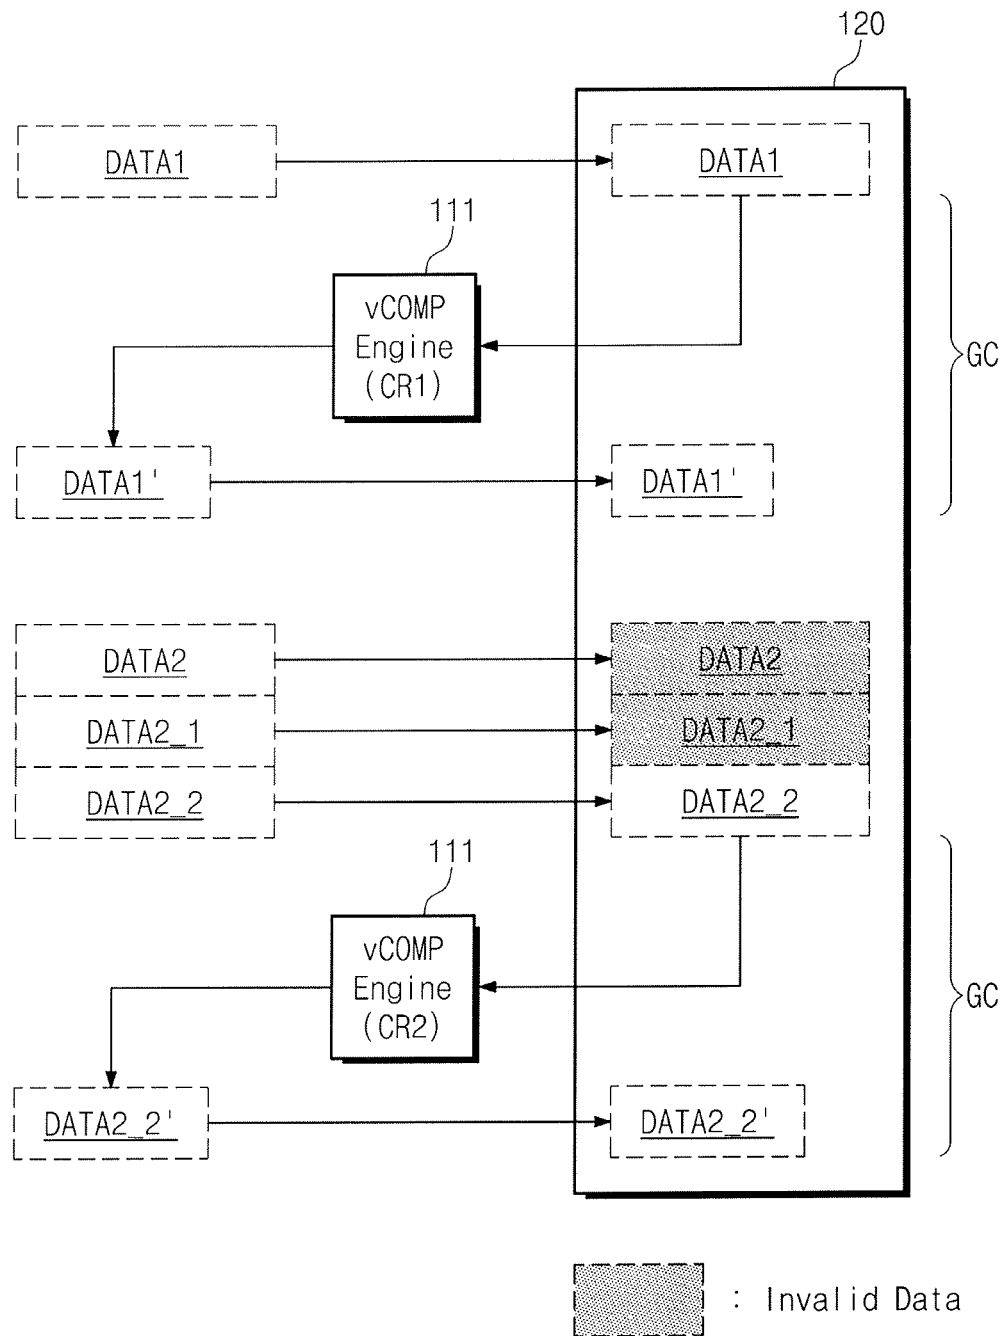 120
DATA1
DATA1
111
vCOMP
Engine
(CR1)
GC
DATA1'
DATA1'
DATA2
DATA2
DATA2_1
DATA2_1
DATA2_2
DATA2_2
111
vCOMP
Engine
(CR2)
GC
DATA2_2'
DATA2_2'
: Invalid Data